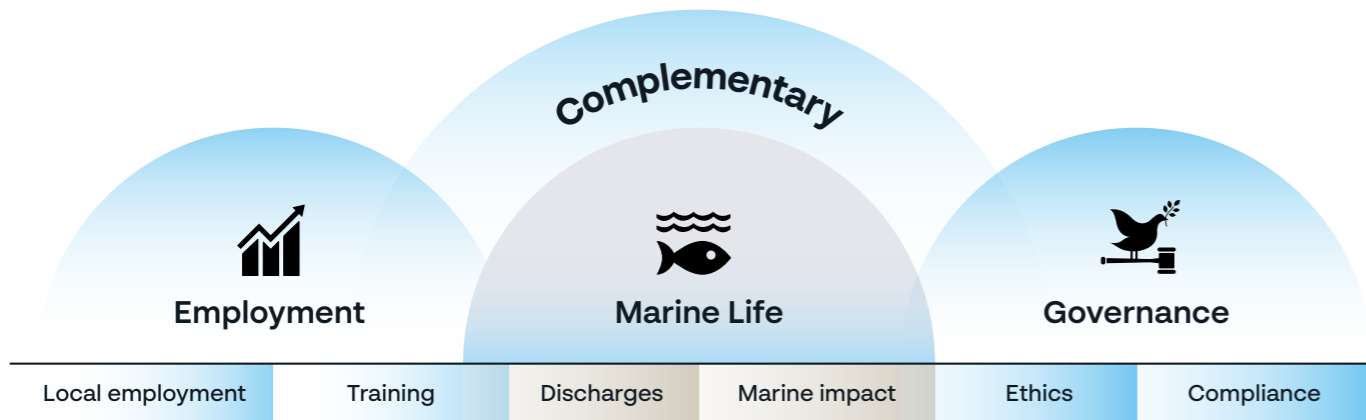 Complementary
Employment
Marine Life
Governance
Local employment
Training
Discharges
Marine impact
Ethics
Compliance